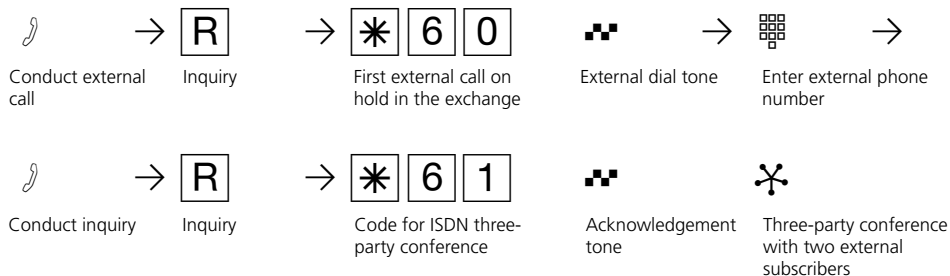 R * 6 0
Conduct external call
Inquiry
First external call on hold in the exchange
External dial tone
Enter external phone number
R * 6 1
Conduct inquiry
Inquiry
Code for ISDN three-party conference
Acknowledgement tone
Three-party conference with two external subscribers